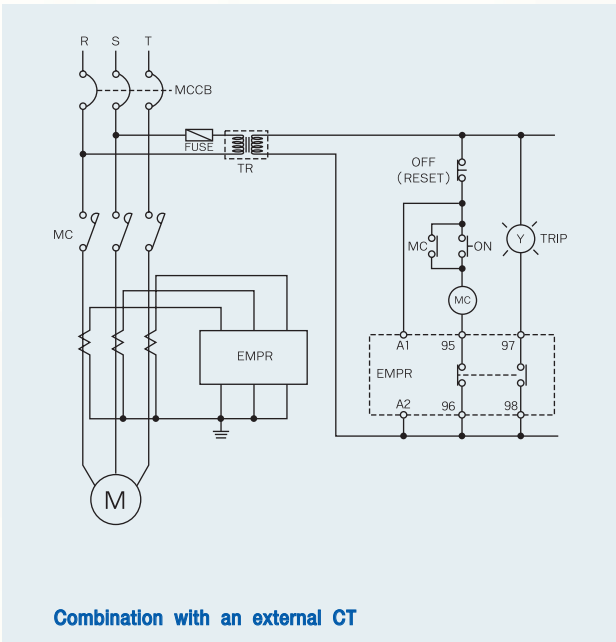 R S T
MCCB
FUSE
TR
OFF
(RESET)
MC
MC
ON
Y
TRIP
MC
EMPR
A1
95
97
EMPR
A2
96
98
M
Combination with an external CT